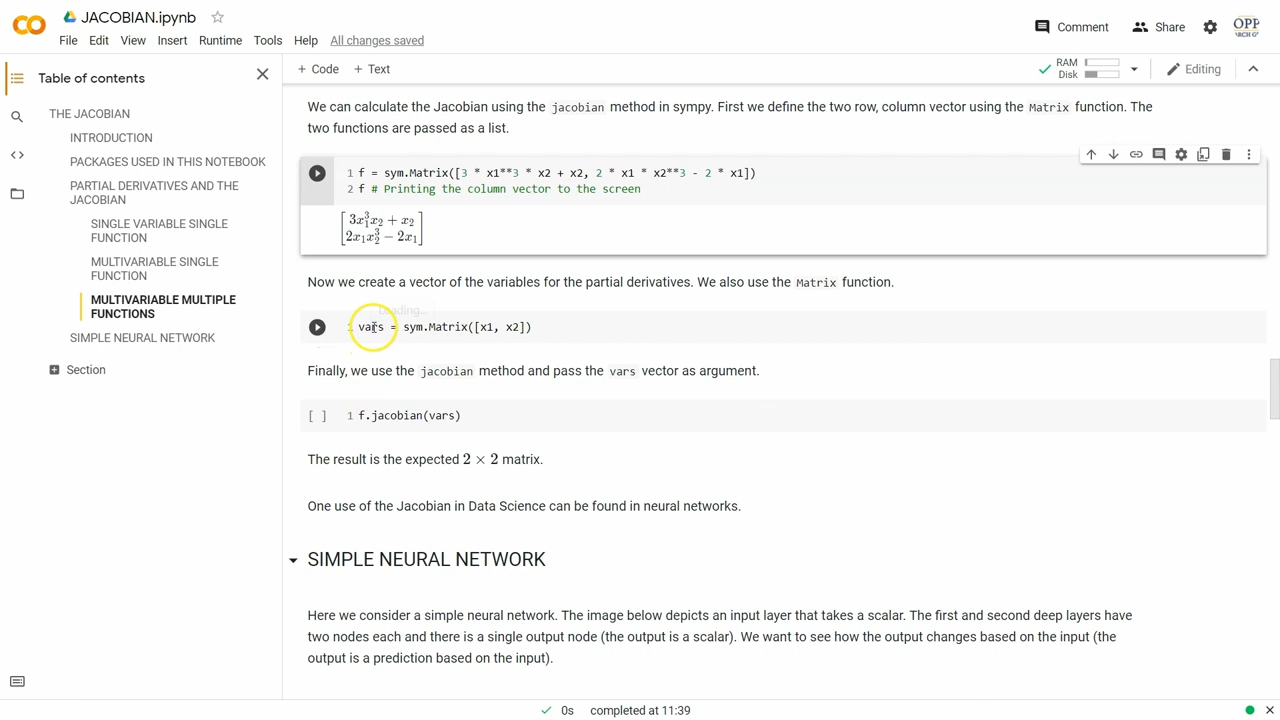 JACOBIAN.ipynb
File Edit View Insert Runtime Tools Help All changes saved
Comment Share
OPP
Table of contents
THE JACOBIAN
INTRODUCTION
PACKAGES USED IN THIS NOTEBOOK
PARTIAL DERIVATIVES AND THE
JACOBIAN
SINGLE VARIABLE SINGLE
FUNCTION
MULTIVARIABLE SINGLE
FUNCTION
MULTIVARIABLE MULTIPLE
FUNCTIONS
SIMPLE NEURAL NETWORK
Section
+ Code + Text
RAM
Disk
Editing
We can calculate the Jacobian using the jacobian method in sympy. First we define the two row, column vector using the Matrix function. The
two functions are passed as a list.
1 f = sym.Matrix([3 * x1**3 * x2 + x2, 2 * x1 * x2**3 - 2 * x1])
2 f # Printing the column vector to the screen
3x₁³x₂ + x₂
2x₁x₂³ − 2x₁
Now we create a vector of the variables for the partial derivatives. We also use the Matrix function.
Loading...
1 vars = sym.Matrix([x1, x2])
Finally, we use the jacobian method and pass the vars vector as argument.
[ ] 1 f.jacobian(vars)
The result is the expected 2 × 2 matrix.
One use of the Jacobian in Data Science can be found in neural networks.
SIMPLE NEURAL NETWORK
Here we consider a simple neural network. The image below depicts an input layer that takes a scalar. The first and second deep layers have
two nodes each and there is a single output node (the output is a scalar). We want to see how the output changes based on the input (the
output is a prediction based on the input).
0s completed at 11:39